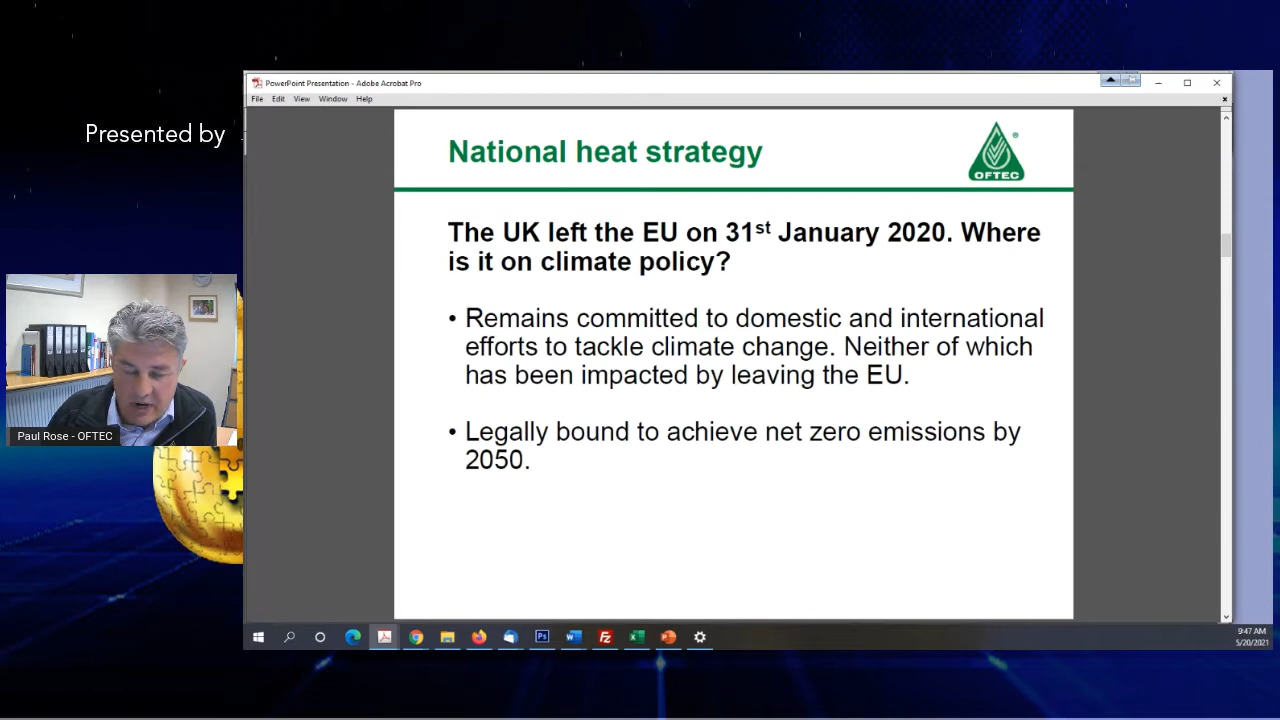 PowerPoint Presentation - Adobe Acrobat Pro
File Edit View Window Help
Presented by
National heat strategy
OFTEC
®
The UK left the EU on 31st January 2020. Where
is it on climate policy?
• Remains committed to domestic and international
efforts to tackle climate change. Neither of which
has been impacted by leaving the EU.
• Legally bound to achieve net zero emissions by
2050.
Paul Rose - OFTEC
9:47 AM
5/20/2021